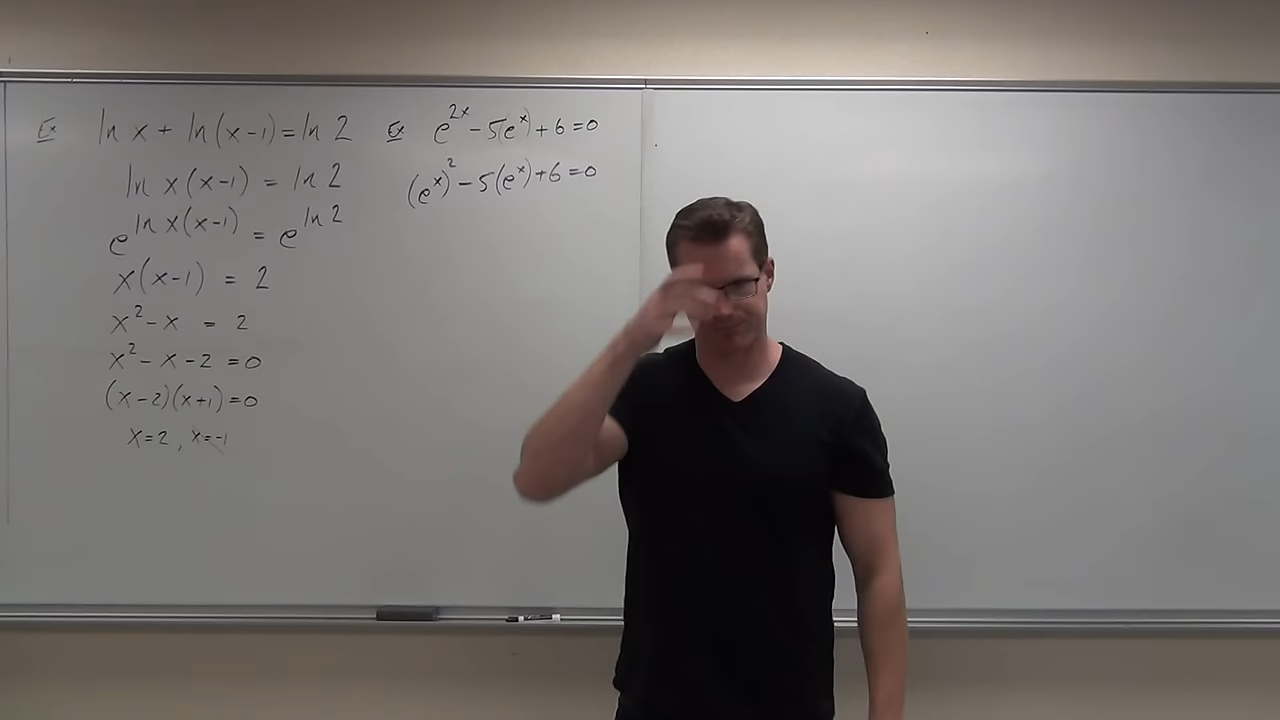 Ex ln x + ln(x-1) = ln 2
ln x(x-1) = ln 2
e^{ln x(x-1)} = e^{ln 2}
x(x-1) = 2
x² - x = 2
x² - x - 2 = 0
(x-2)(x+1) = 0
x=2, x=-1
Ex e^{2x} - 5(e^x) + 6 = 0
(e^x)² - 5(e^x) + 6 = 0